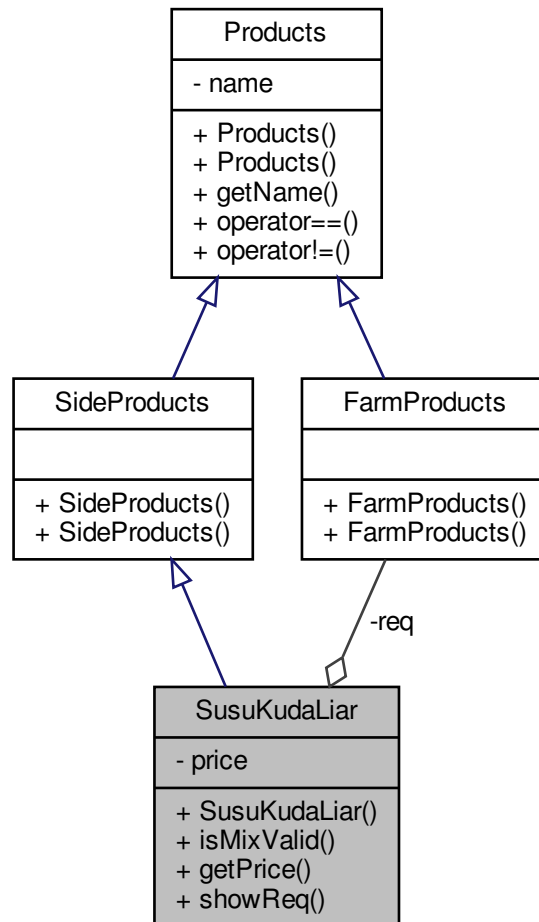 Products
- name
+ Products()
+ Products()
+ getName()
+ operator==()
+ operator!=()
SideProducts
+ SideProducts()
+ SideProducts()
FarmProducts
+ FarmProducts()
+ FarmProducts()
-req
SusuKudaLiar
- price
+ SusuKudaLiar()
+ isMixValid()
+ getPrice()
+ showReq()